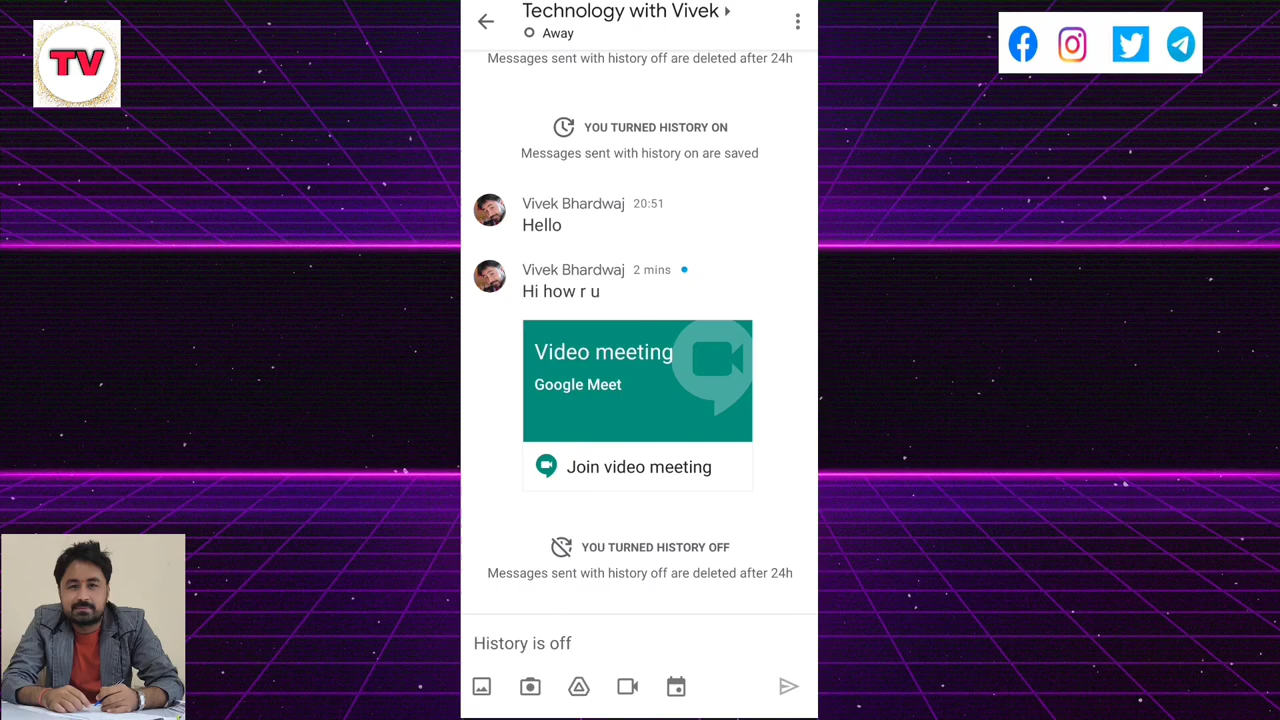 TV
Technology with Vivek
Away
Messages sent with history off are deleted after 24h
YOU TURNED HISTORY ON
Messages sent with history on are saved
Vivek Bhardwaj 20:51
Hello
Vivek Bhardwaj 2 mins
Hi how r u
Video meeting
Google Meet
Join video meeting
YOU TURNED HISTORY OFF
Messages sent with history off are deleted after 24h
History is off